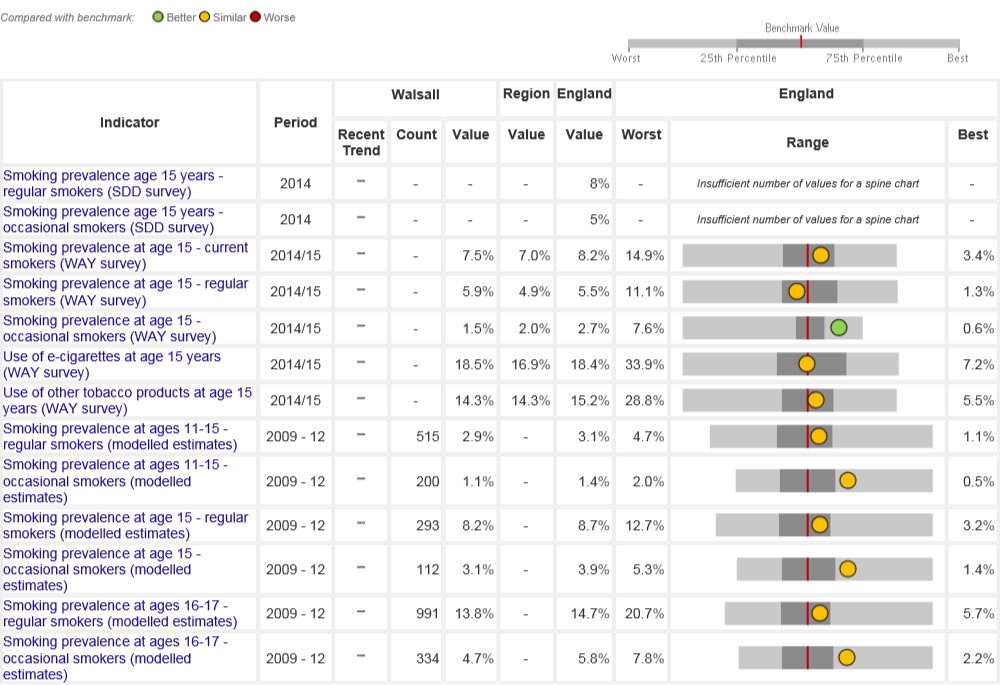 Compared with benchmark: Better Similar Worse
Benchmark Value
Worst 25th Percentile 75th Percentile Best
Indicator Period Walsall Region England England
Recent Trend Count Value Value Value Worst Range Best
Smoking prevalence age 15 years -
regular smokers (SDD survey) 2014 – - - - 8% - Insufficient number of values for a spine chart -
Smoking prevalence age 15 years -
occasional smokers (SDD survey) 2014 – - - - 5% - Insufficient number of values for a spine chart -
Smoking prevalence at age 15 - current
smokers (WAY survey) 2014/15 – - 7.5% 7.0% 8.2% 14.9% 3.4%
Smoking prevalence at age 15 - regular
smokers (WAY survey) 2014/15 – - 5.9% 4.9% 5.5% 11.1% 1.3%
Smoking prevalence at age 15 -
occasional smokers (WAY survey) 2014/15 – - 1.5% 2.0% 2.7% 7.6% 0.6%
Use of e-cigarettes at age 15 years
(WAY survey) 2014/15 – - 18.5% 16.9% 18.4% 33.9% 7.2%
Use of other tobacco products at age 15
years (WAY survey) 2014/15 – - 14.3% 14.3% 15.2% 28.8% 5.5%
Smoking prevalence at ages 11-15 -
regular smokers (modelled estimates) 2009 - 12 – 515 2.9% - 3.1% 4.7% 1.1%
Smoking prevalence at ages 11-15 -
occasional smokers (modelled
estimates) 2009 - 12 – 200 1.1% - 1.4% 2.0% 0.5%
Smoking prevalence at age 15 - regular
smokers (modelled estimates) 2009 - 12 – 293 8.2% - 8.7% 12.7% 3.2%
Smoking prevalence at age 15 -
occasional smokers (modelled
estimates) 2009 - 12 – 112 3.1% - 3.9% 5.3% 1.4%
Smoking prevalence at ages 16-17 -
regular smokers (modelled estimates) 2009 - 12 – 991 13.8% - 14.7% 20.7% 5.7%
Smoking prevalence at ages 16-17 -
occasional smokers (modelled
estimates) 2009 - 12 – 334 4.7% - 5.8% 7.8% 2.2%